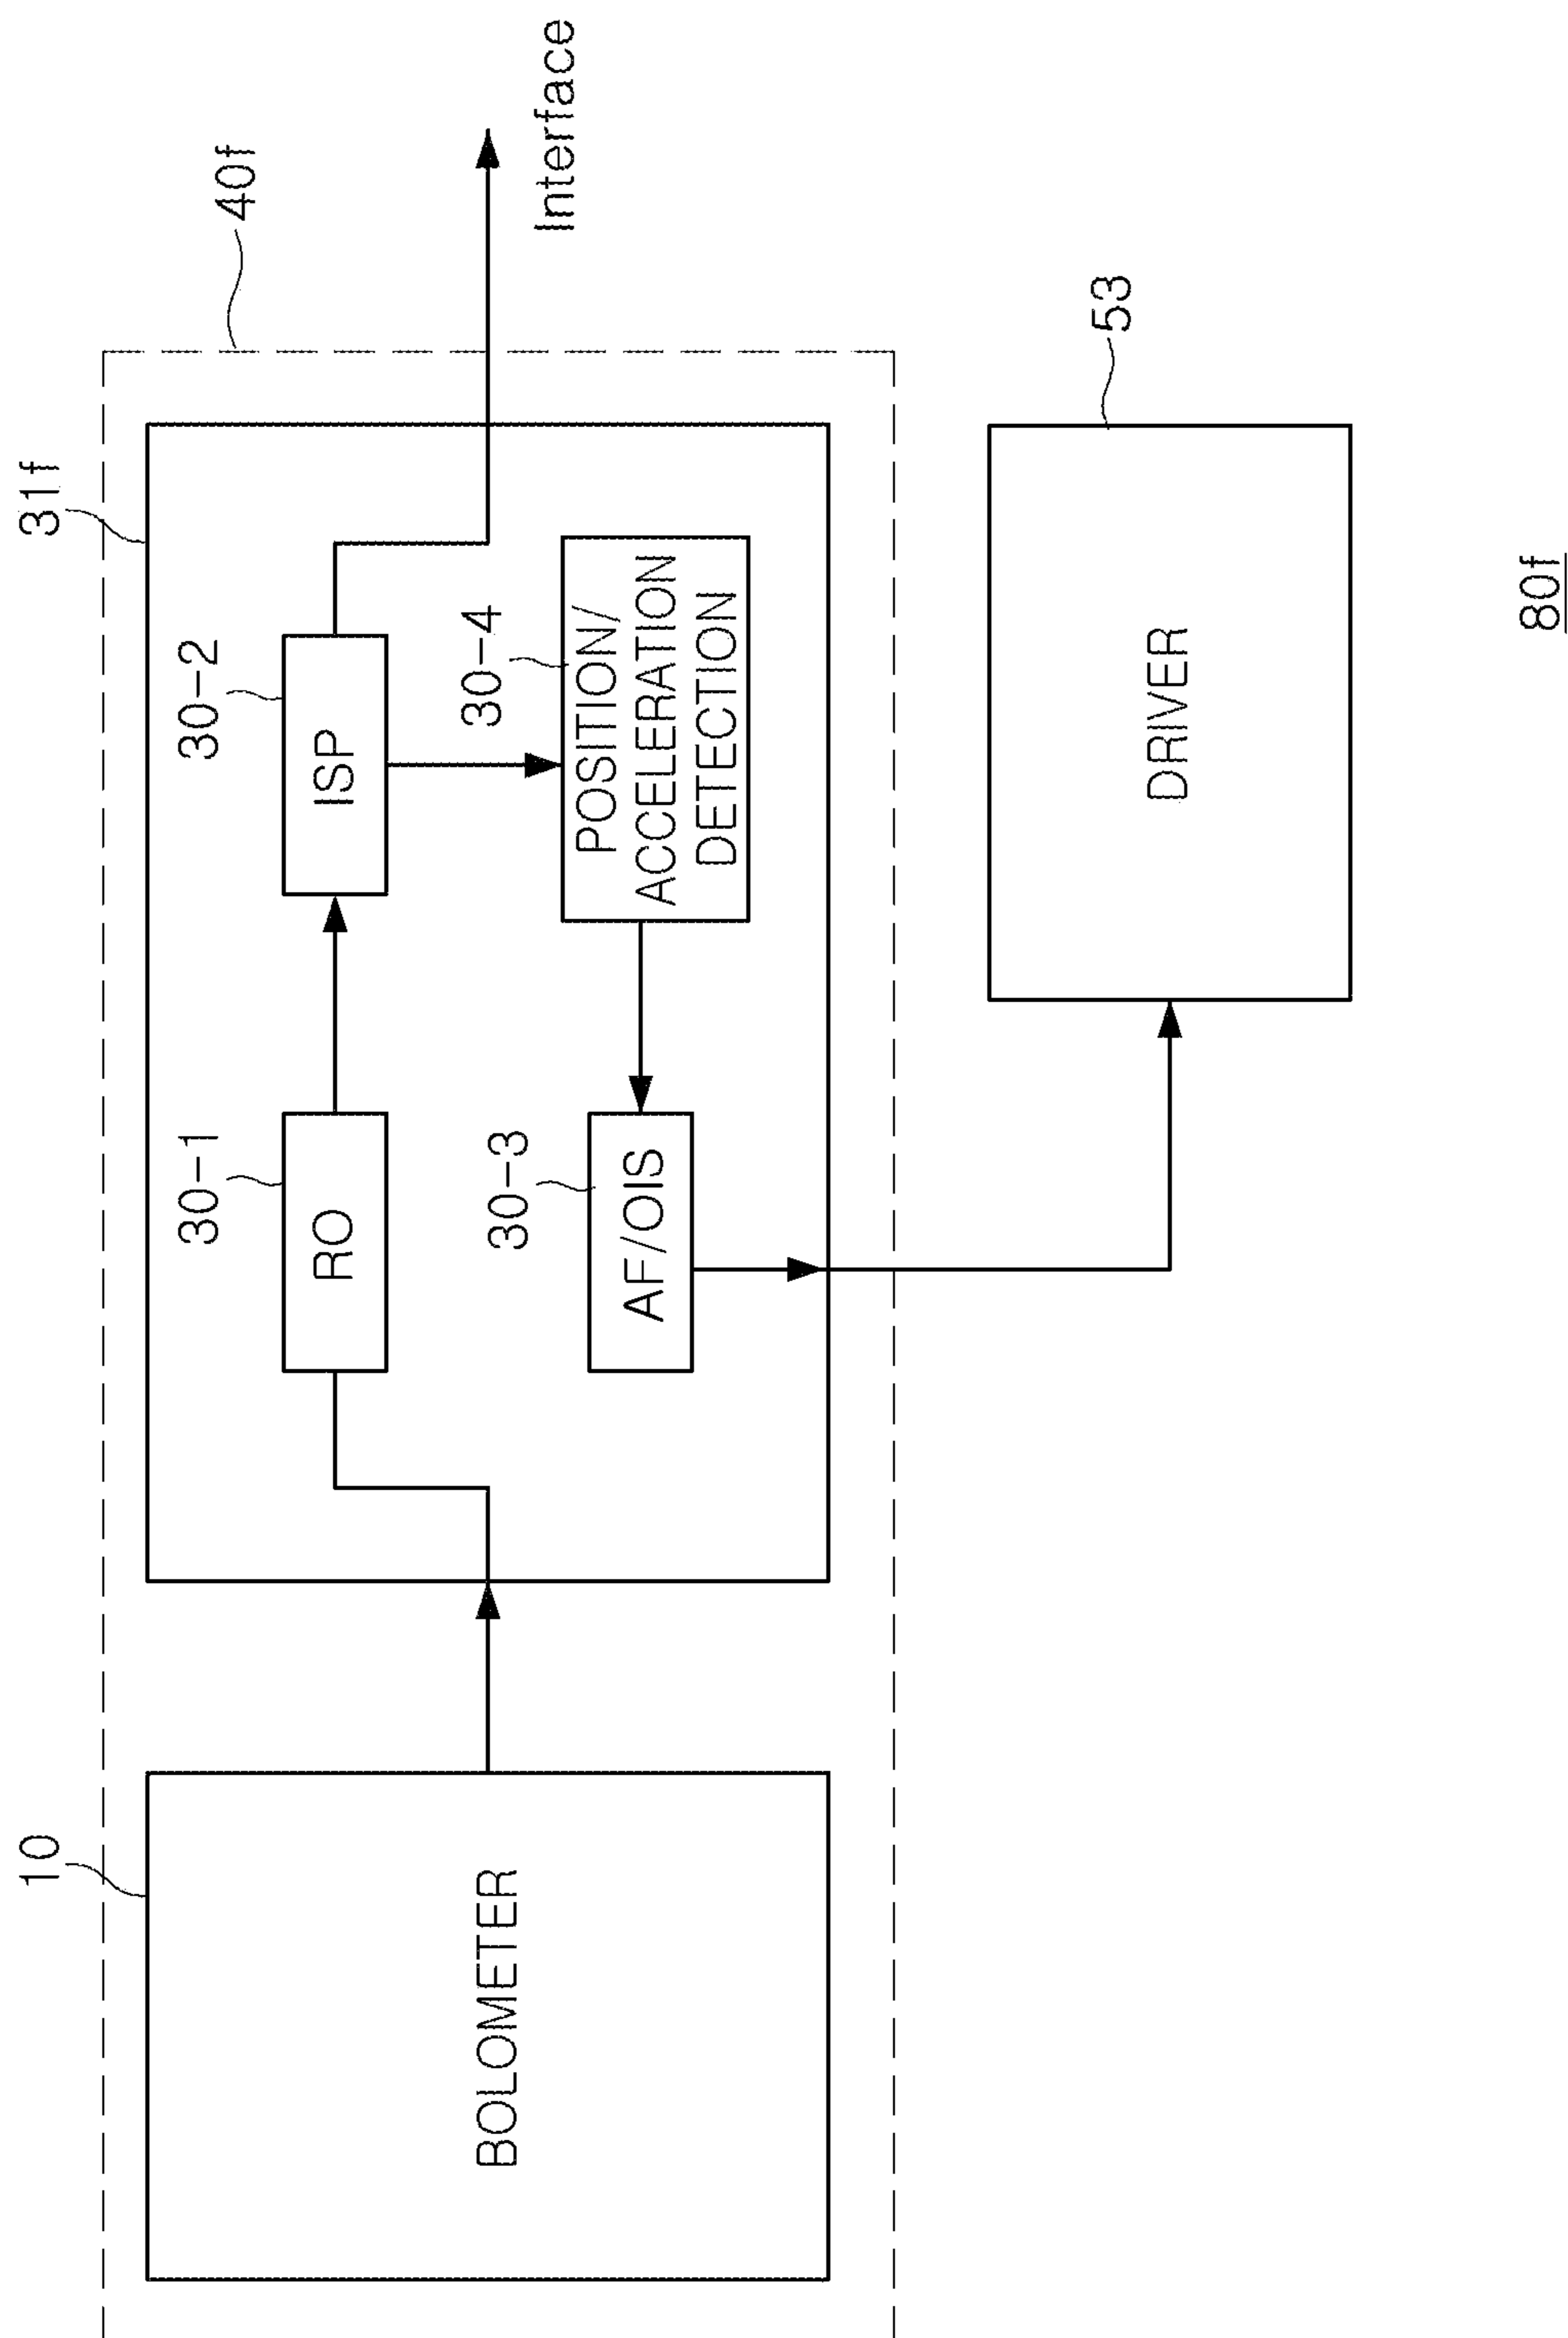 10
31f
40f
BOLOMETER
30-1
RO
30-2
ISP
Interface
30-3
AF/OIS
30-4
POSITION/
ACCELERATION
DETECTION
53
DRIVER
80f